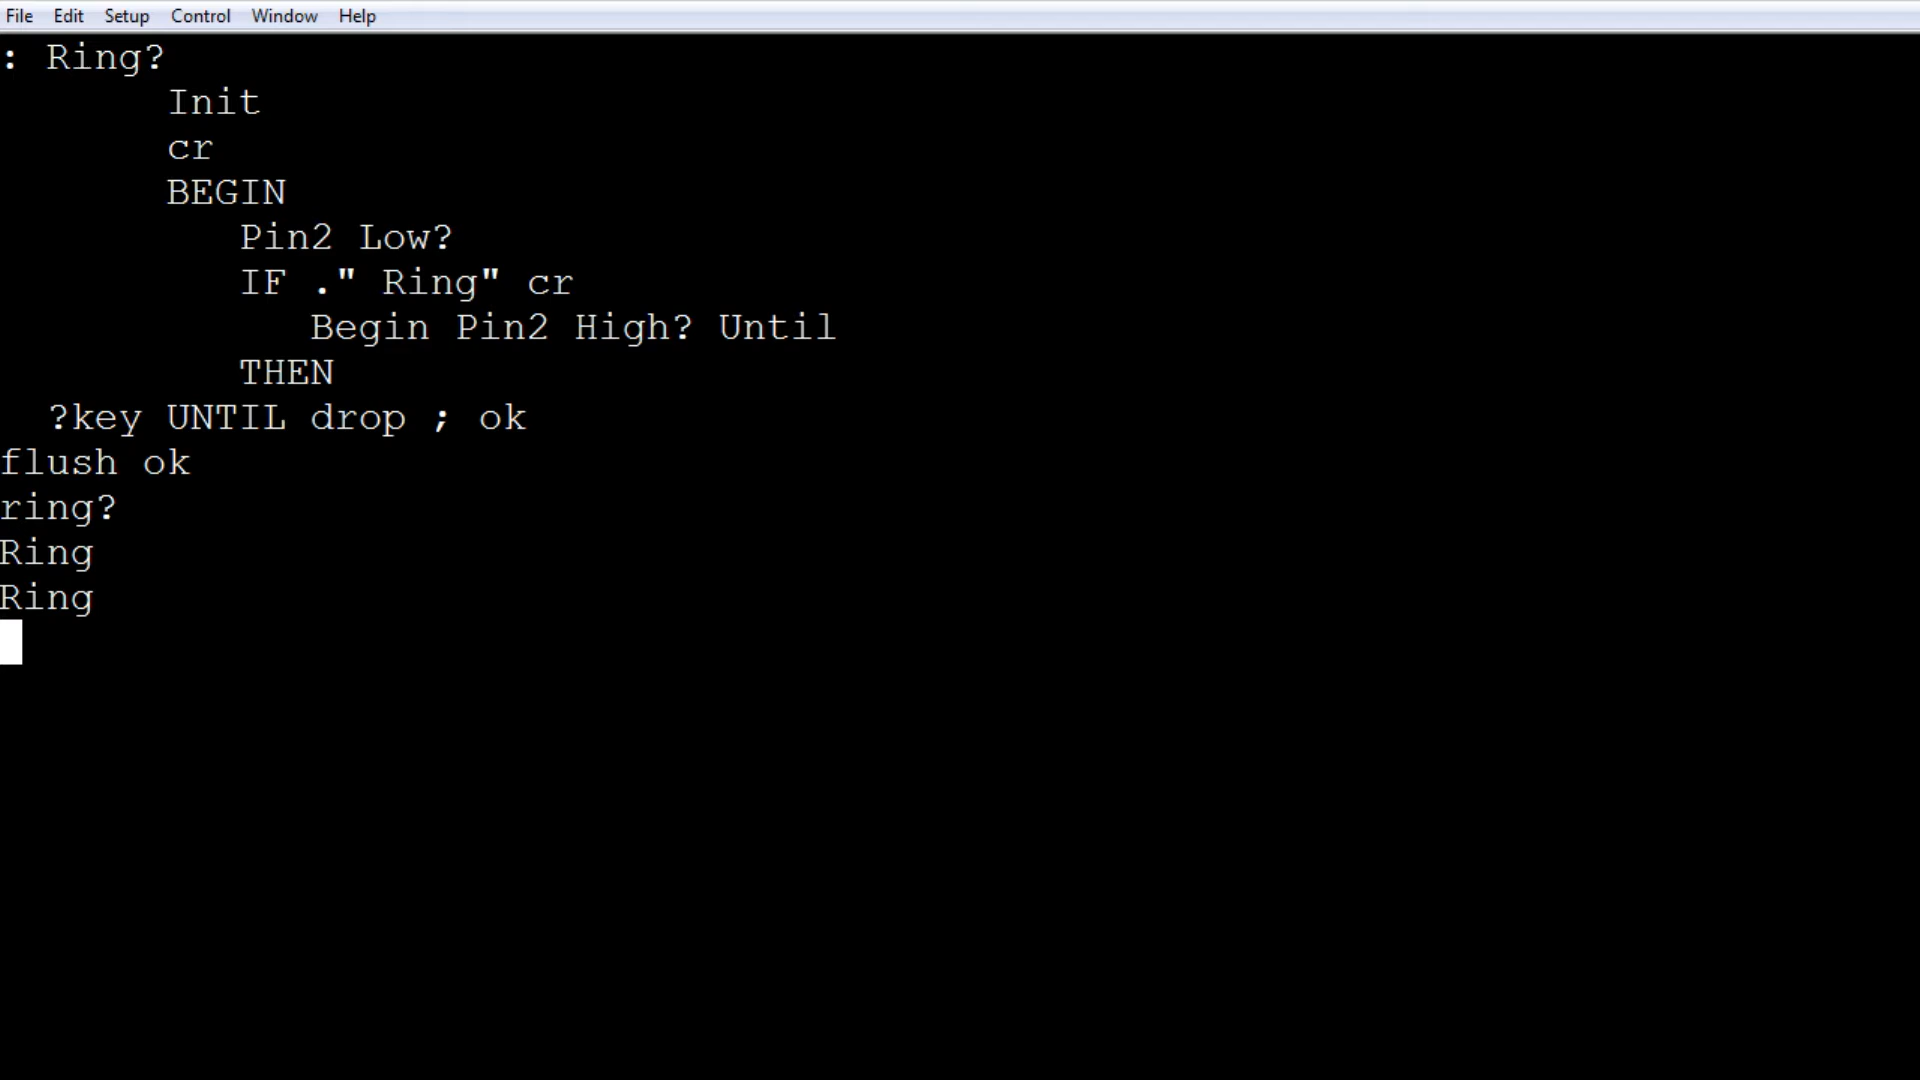 File Edit Setup Control Window Help
: Ring?
Init
cr
BEGIN
Pin2 Low?
IF ." Ring" cr
Begin Pin2 High? Until
THEN
?key UNTIL drop ; ok
flush ok
ring?
Ring
Ring